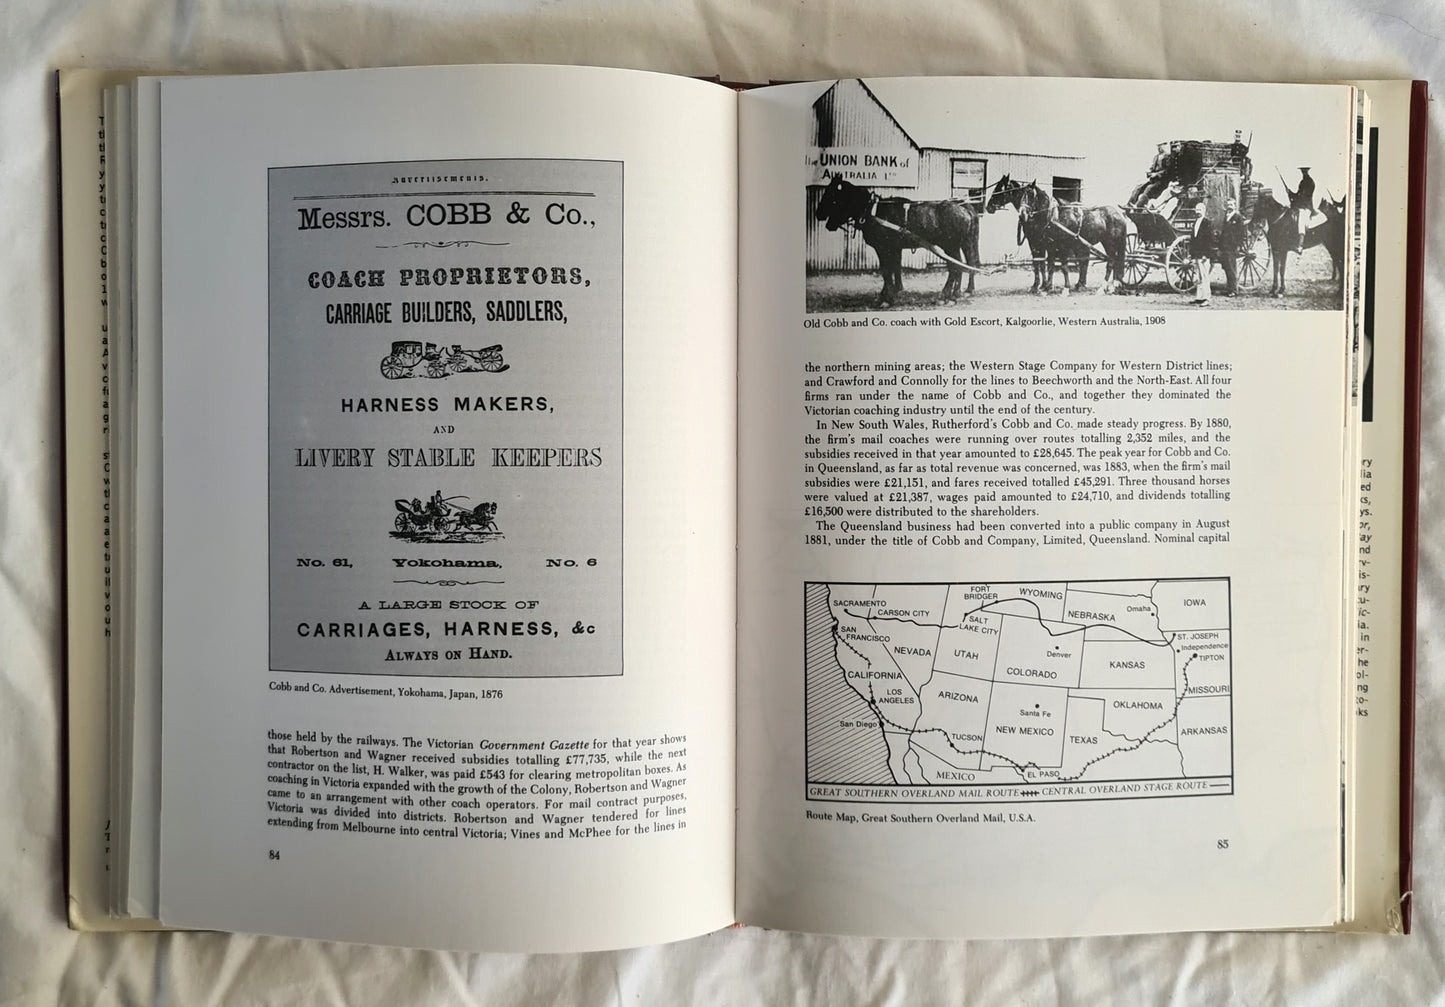 Advertisements.
Messrs. COBB & Co.,
COACH PROPRIETORS,
CARRIAGE BUILDERS, SADDLERS,
HARNESS MAKERS,
AND
LIVERY STABLE KEEPERS
No. 61, Yokohama, No. 6
A LARGE STOCK OF
CARRIAGES, HARNESS, &c
ALWAYS ON HAND.
Cobb and Co. Advertisement, Yokohama, Japan, 1876
those held by the railways. The Victorian Government Gazette for that year shows
that Robertson and Wagner received subsidies totalling £77,735, while the next
contractor on the list, H. Walker, was paid £543 for clearing metropolitan boxes. As
coaching in Victoria expanded with the growth of the Colony, Robertson and Wagner
came to an arrangement with other coach operators. For mail contract purposes,
Victoria was divided into districts. Robertson and Wagner tendered for lines
extending from Melbourne into central Victoria; Vines and McPhee for the lines in
84
UNION BANK of
AUSTRALIA LD
Old Cobb and Co. coach with Gold Escort, Kalgoorlie, Western Australia, 1908
the northern mining areas; the Western Stage Company for Western District lines;
and Crawford and Connolly for the lines to Beechworth and the North-East. All four
firms ran under the name of Cobb and Co., and together they dominated the
Victorian coaching industry until the end of the century.
In New South Wales, Rutherford's Cobb and Co. made steady progress. By 1880,
the firm's mail coaches were running over routes totalling 2,352 miles, and the
subsidies received in that year amounted to £28,645. The peak year for Cobb and Co.
in Queensland, as far as total revenue was concerned, was 1883, when the firm's mail
subsidies were £21,151, and fares received totalled £45,291. Three thousand horses
were valued at £21,387, wages paid amounted to £24,710, and dividends totalling
£16,500 were distributed to the shareholders.
The Queensland business had been converted into a public company in August
1881, under the title of Cobb and Company, Limited, Queensland. Nominal capital
SACRAMENTO
CARSON CITY
FORT
BRIDGER
WYOMING
NEBRASKA
Omaha
IOWA
SAN
FRANCISCO
NEVADA
SALT
LAKE CITY
UTAH
Denver
COLORADO
KANSAS
ST. JOSEPH
Independence
TIPTON
CALIFORNIA
LOS
ANGELES
ARIZONA
Santa Fe
OKLAHOMA
MISSOURI
San Diego
TUCSON
NEW MEXICO
TEXAS
ARKANSAS
MEXICO
EL PASO
GREAT SOUTHERN OVERLAND MAIL ROUTE CENTRAL OVERLAND STAGE ROUTE
Route Map, Great Southern Overland Mail, U.S.A.
85